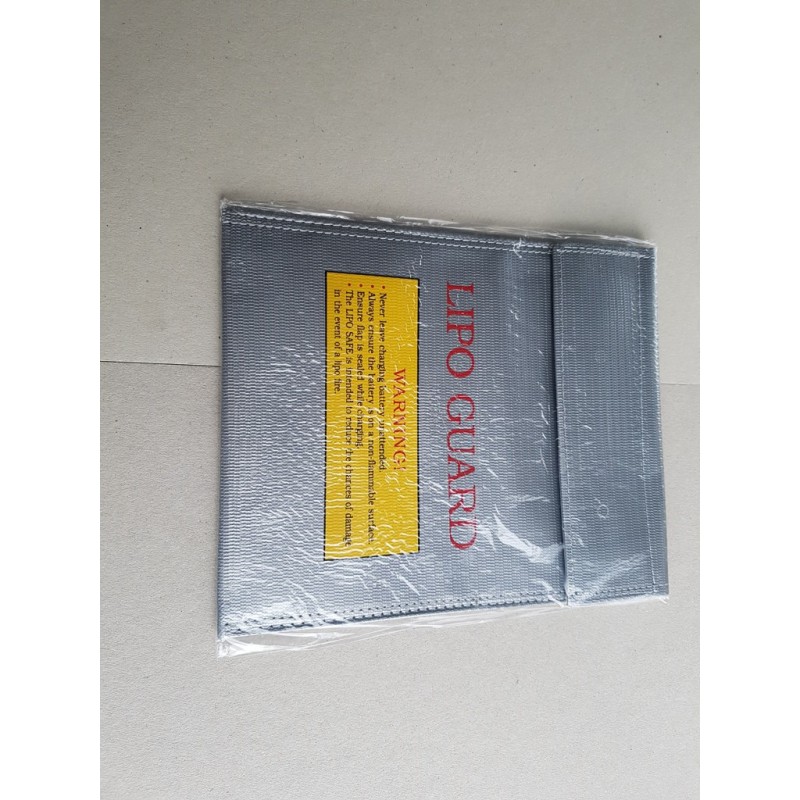 LIPO GUARD
WARNING!
• Never leave charging battery unattended.
• Always ensure the battery is on a non-flammable surface.
• Ensure flap is sealed while charging.
• The LIPO SAFE is intended to reduce the chances of damage
in the event of a lipo fire.